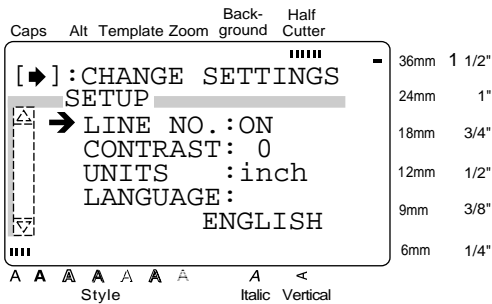 Back- Half
Caps Alt Template Zoom ground Cutter
[➡]:CHANGE SETTINGS
SETUP
➔ LINE NO.:ON
CONTRAST: 0
UNITS :inch
LANGUAGE:
ENGLISH
36mm 1 1/2"
24mm 1"
18mm 3/4"
12mm 1/2"
9mm 3/8"
6mm 1/4"
A A A A A A A A A
Style Italic Vertical